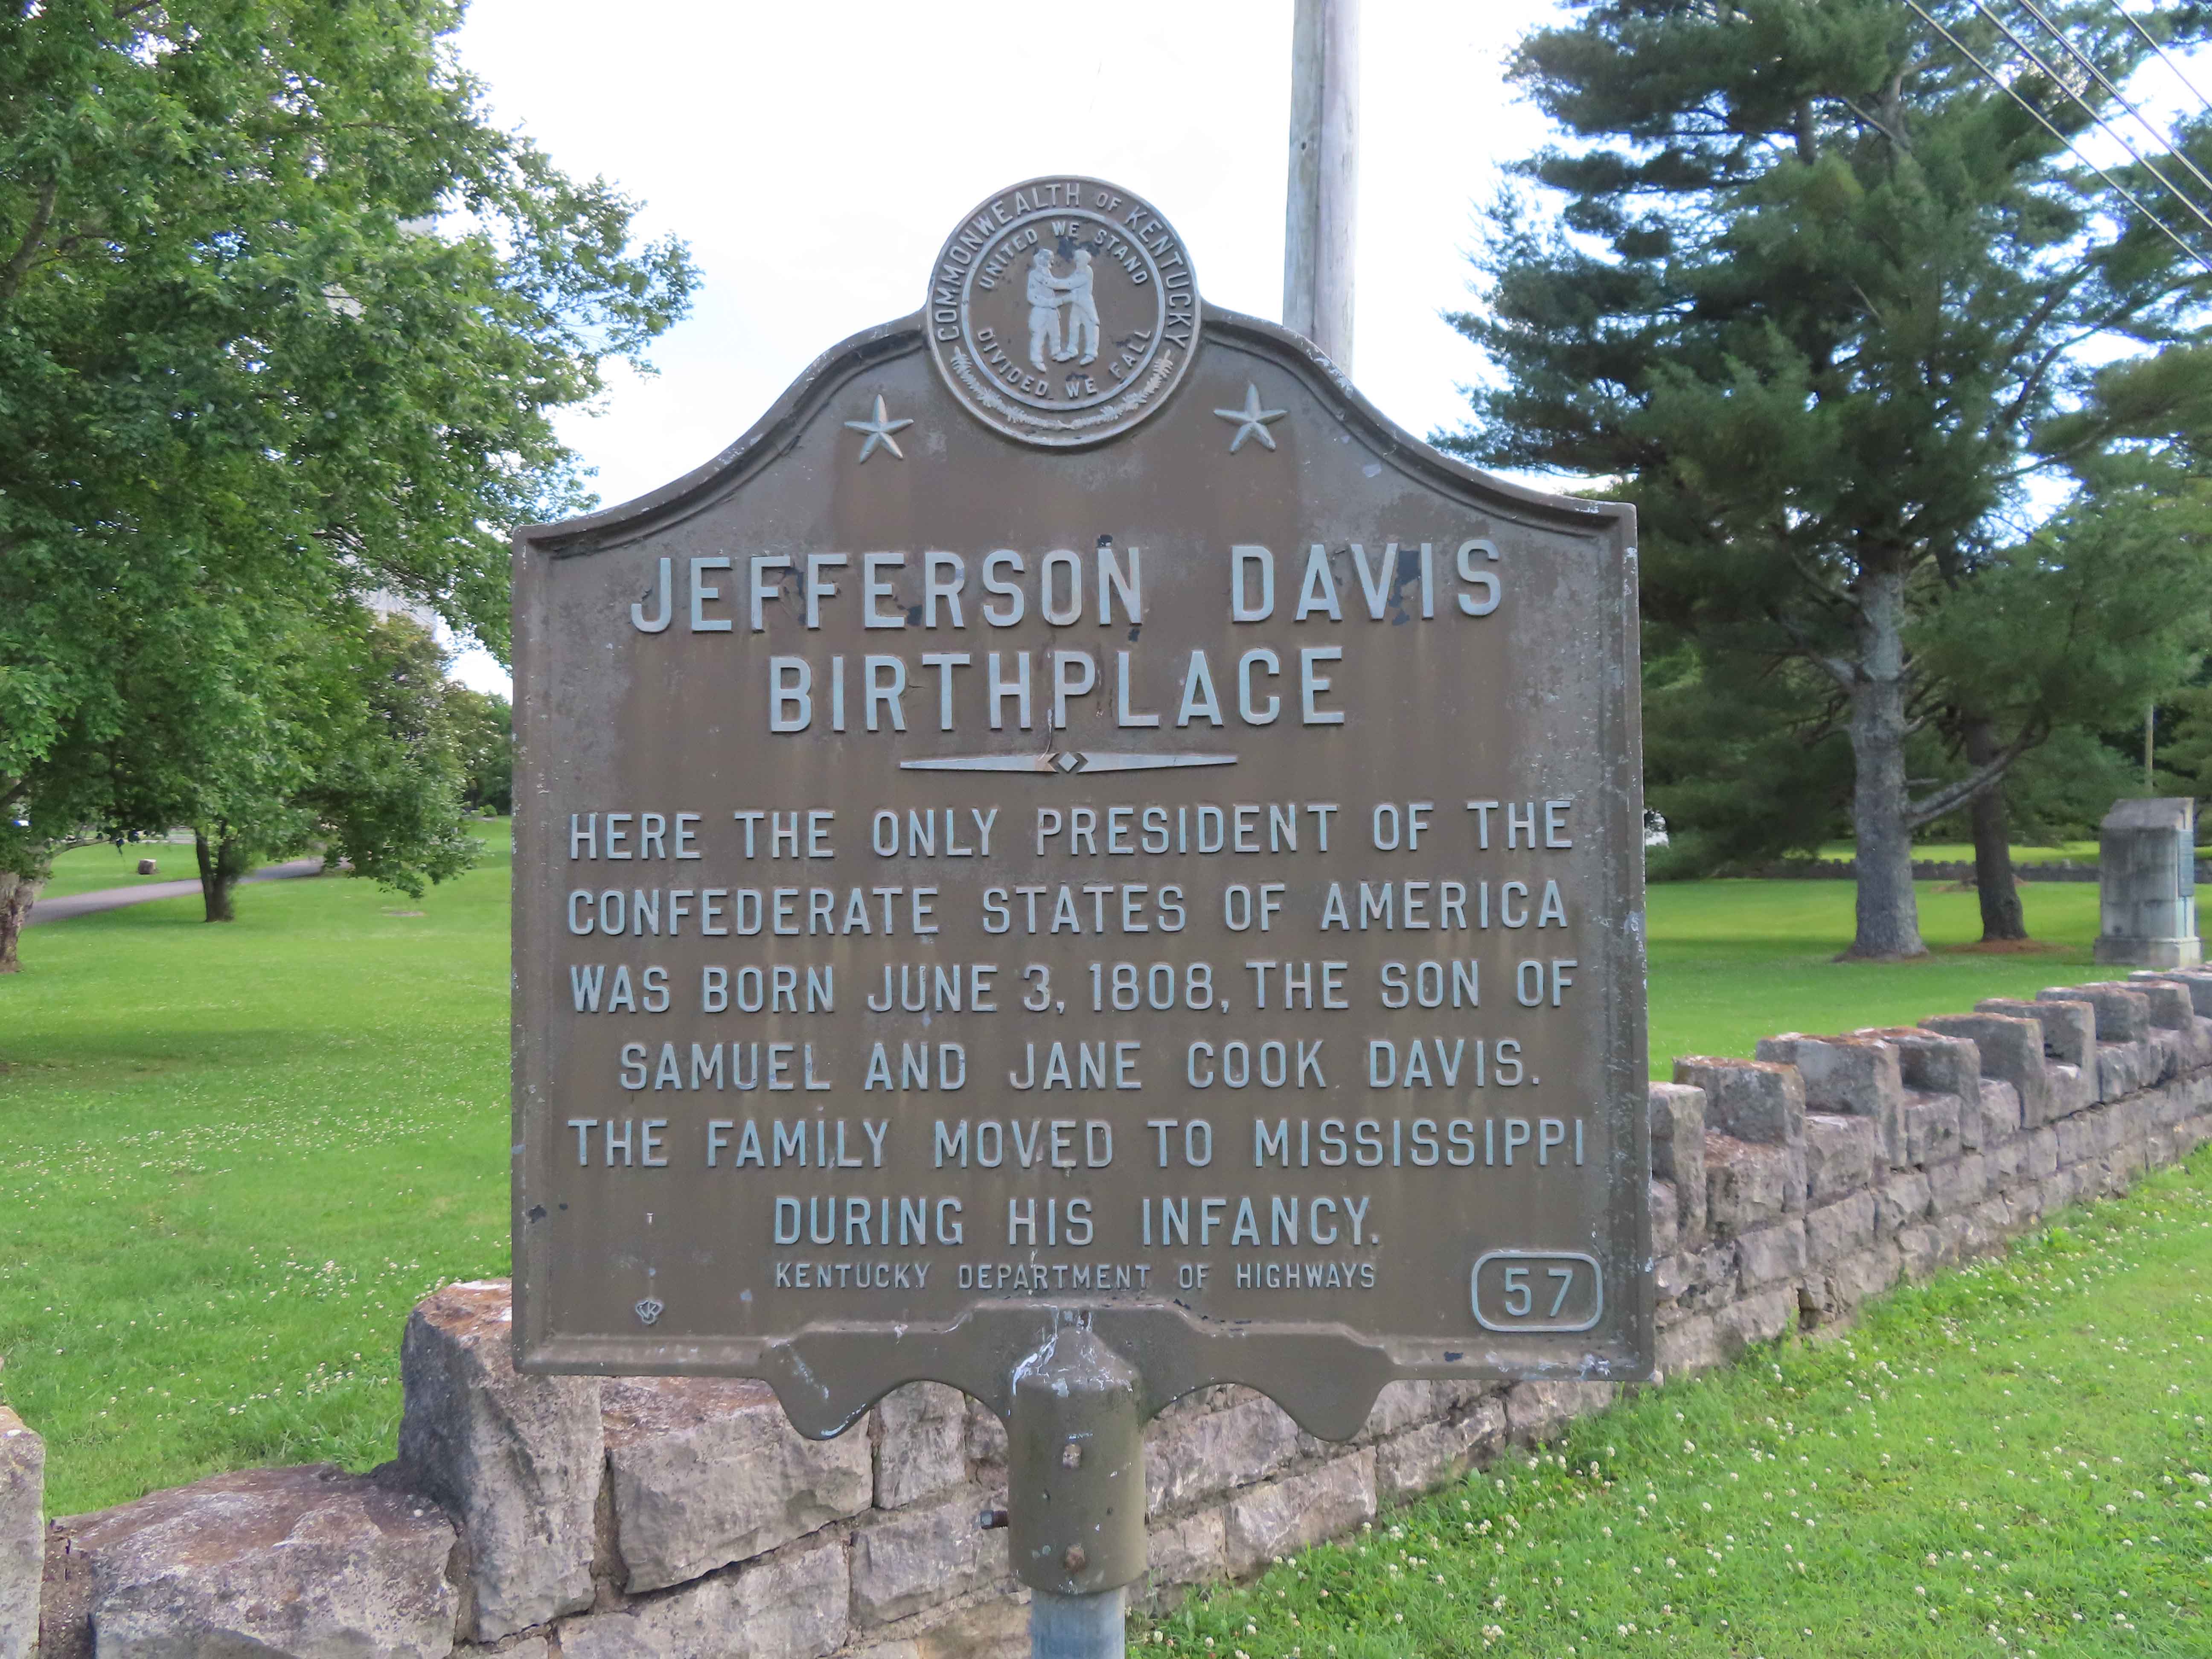 COMMONWEALTH OF KENTUCKY
UNITED WE STAND
DIVIDED WE FALL
JEFFERSON DAVIS
BIRTHPLACE
HERE THE ONLY PRESIDENT OF THE
CONFEDERATE STATES OF AMERICA
WAS BORN JUNE 3, 1808, THE SON OF
SAMUEL AND JANE COOK DAVIS.
THE FAMILY MOVED TO MISSISSIPPI
DURING HIS INFANCY.
KENTUCKY DEPARTMENT OF HIGHWAYS
57